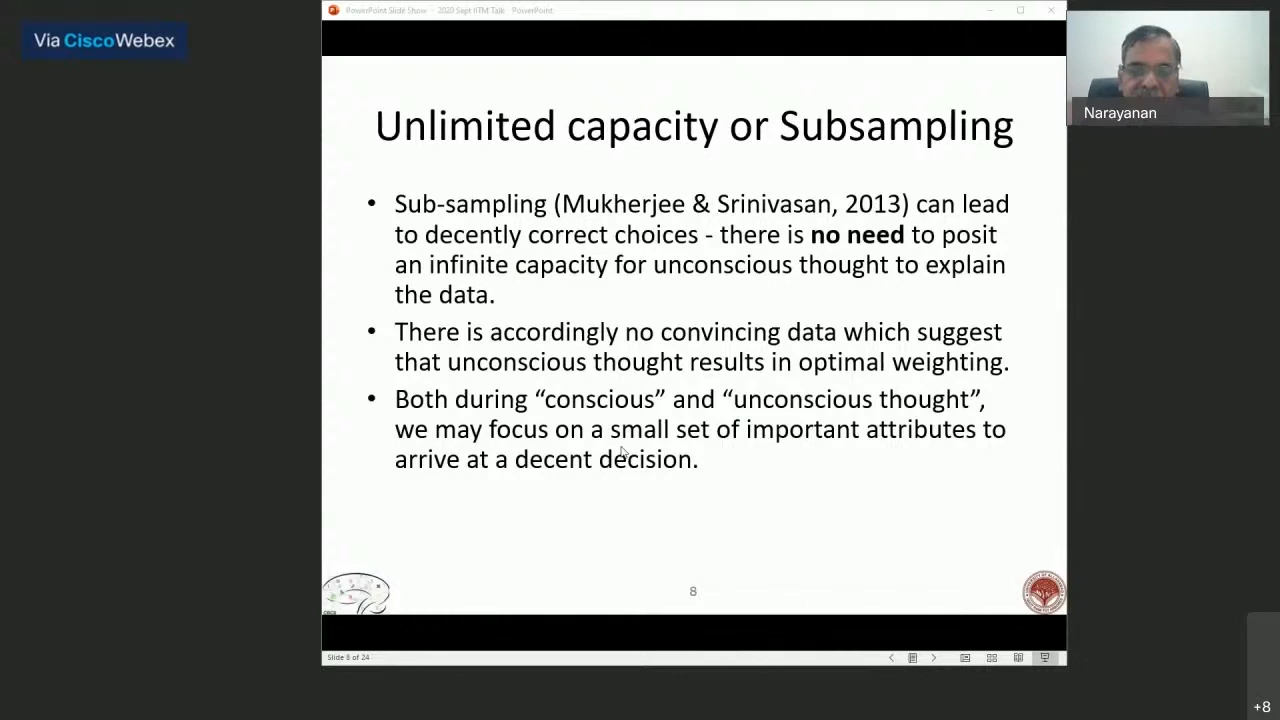 PowerPoint Slide Show - 2020 Sept IITM Talk - PowerPoint
Via CiscoWebex
Narayanan
Unlimited capacity or Subsampling
• Sub-sampling (Mukherjee & Srinivasan, 2013) can lead
to decently correct choices - there is no need to posit
an infinite capacity for unconscious thought to explain
the data.
• There is accordingly no convincing data which suggest
that unconscious thought results in optimal weighting.
• Both during “conscious” and “unconscious thought”,
we may focus on a small set of important attributes to
arrive at a decent decision.
8
Slide 8 of 24
+8